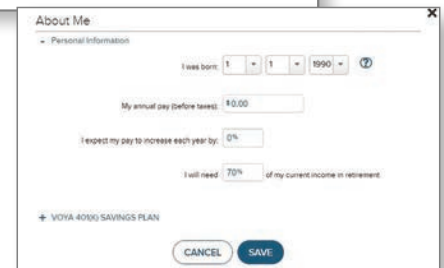 About Me
Personal Information
I was born: 1 1 1990 ?
My annual pay (before taxes): $0.00
I expect my pay to increase each year by: 0%
I will need 70% of my current income in retirement
+ VOYA 401(K) SAVINGS PLAN
CANCEL SAVE